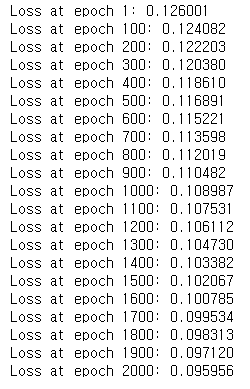 Loss at epoch 1: 0.126001
Loss at epoch 100: 0.124082
Loss at epoch 200: 0.122203
Loss at epoch 300: 0.120380
Loss at epoch 400: 0.118610
Loss at epoch 500: 0.116891
Loss at epoch 600: 0.115221
Loss at epoch 700: 0.113598
Loss at epoch 800: 0.112019
Loss at epoch 900: 0.110482
Loss at epoch 1000: 0.108987
Loss at epoch 1100: 0.107531
Loss at epoch 1200: 0.106112
Loss at epoch 1300: 0.104730
Loss at epoch 1400: 0.103382
Loss at epoch 1500: 0.102067
Loss at epoch 1600: 0.100785
Loss at epoch 1700: 0.099534
Loss at epoch 1800: 0.098313
Loss at epoch 1900: 0.097120
Loss at epoch 2000: 0.095956